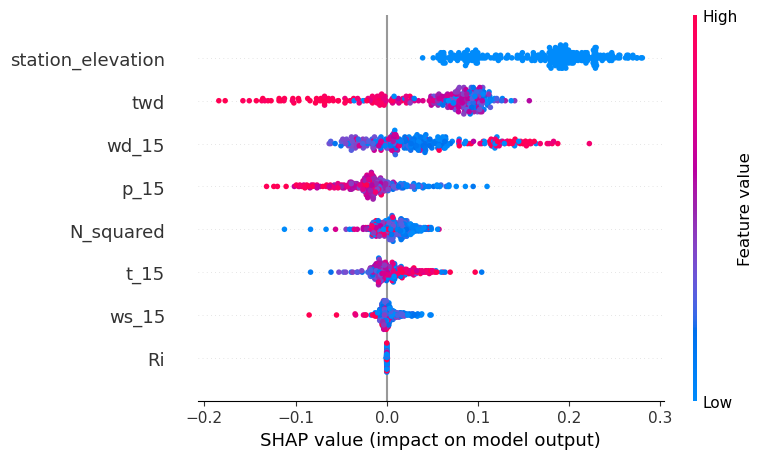 High
station_elevation
twd
wd_15
p_15
N_squared
t_15
ws_15
Ri
Feature value
Low
−0.2 −0.1 0.0 0.1 0.2 0.3
SHAP value (impact on model output)